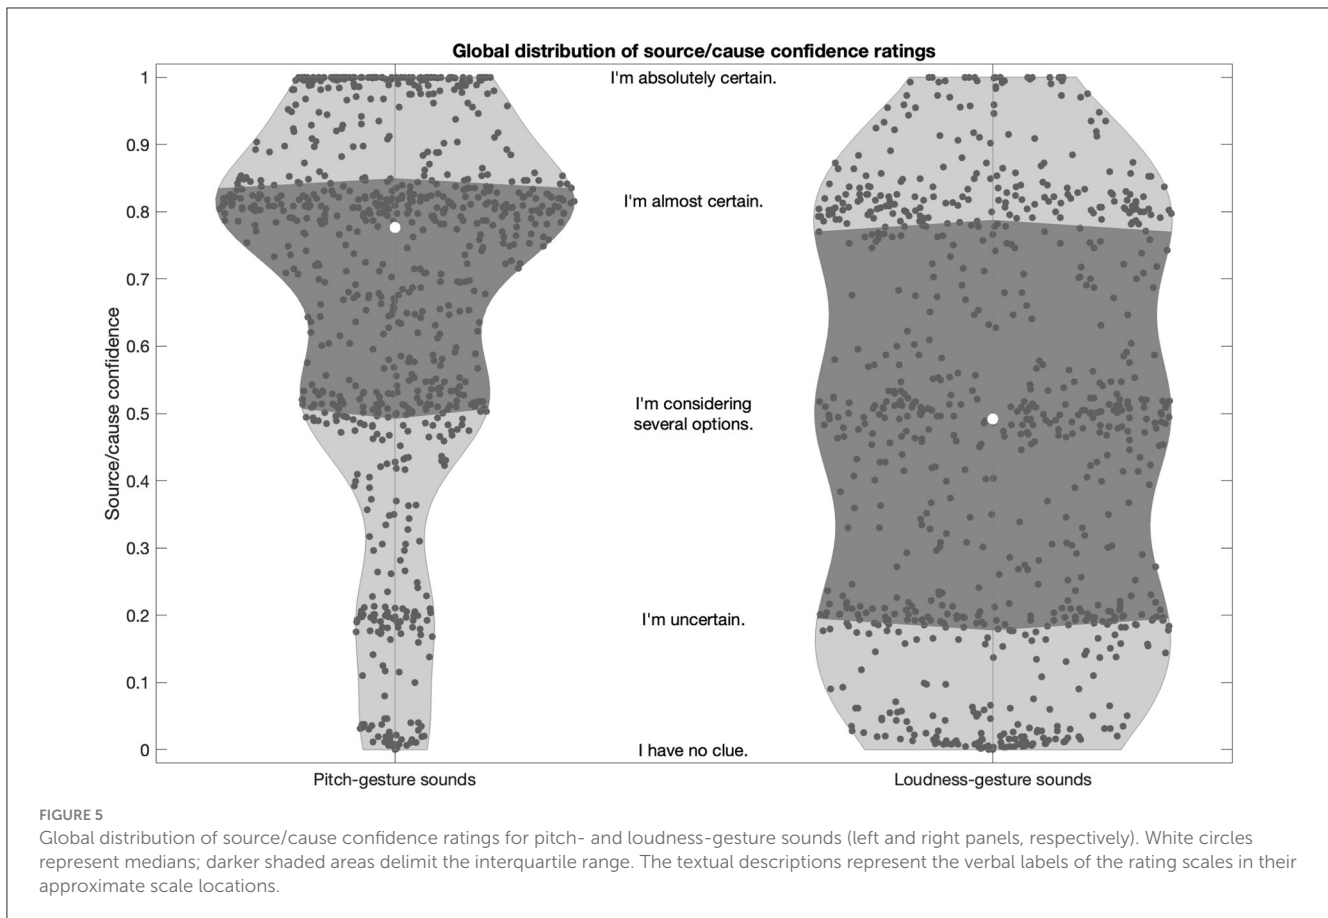 Global distribution of source/cause confidence ratings
Source/cause confidence
1
0.9
0.8
0.7
0.6
0.5
0.4
0.3
0.2
0.1
0
I'm absolutely certain.
I'm almost certain.
I'm considering
several options.
I'm uncertain.
I have no clue.
Pitch-gesture sounds
Loudness-gesture sounds
FIGURE 5
Global distribution of source/cause confidence ratings for pitch- and loudness-gesture sounds (left and right panels, respectively). White circles
represent medians; darker shaded areas delimit the interquartile range. The textual descriptions represent the verbal labels of the rating scales in their
approximate scale locations.